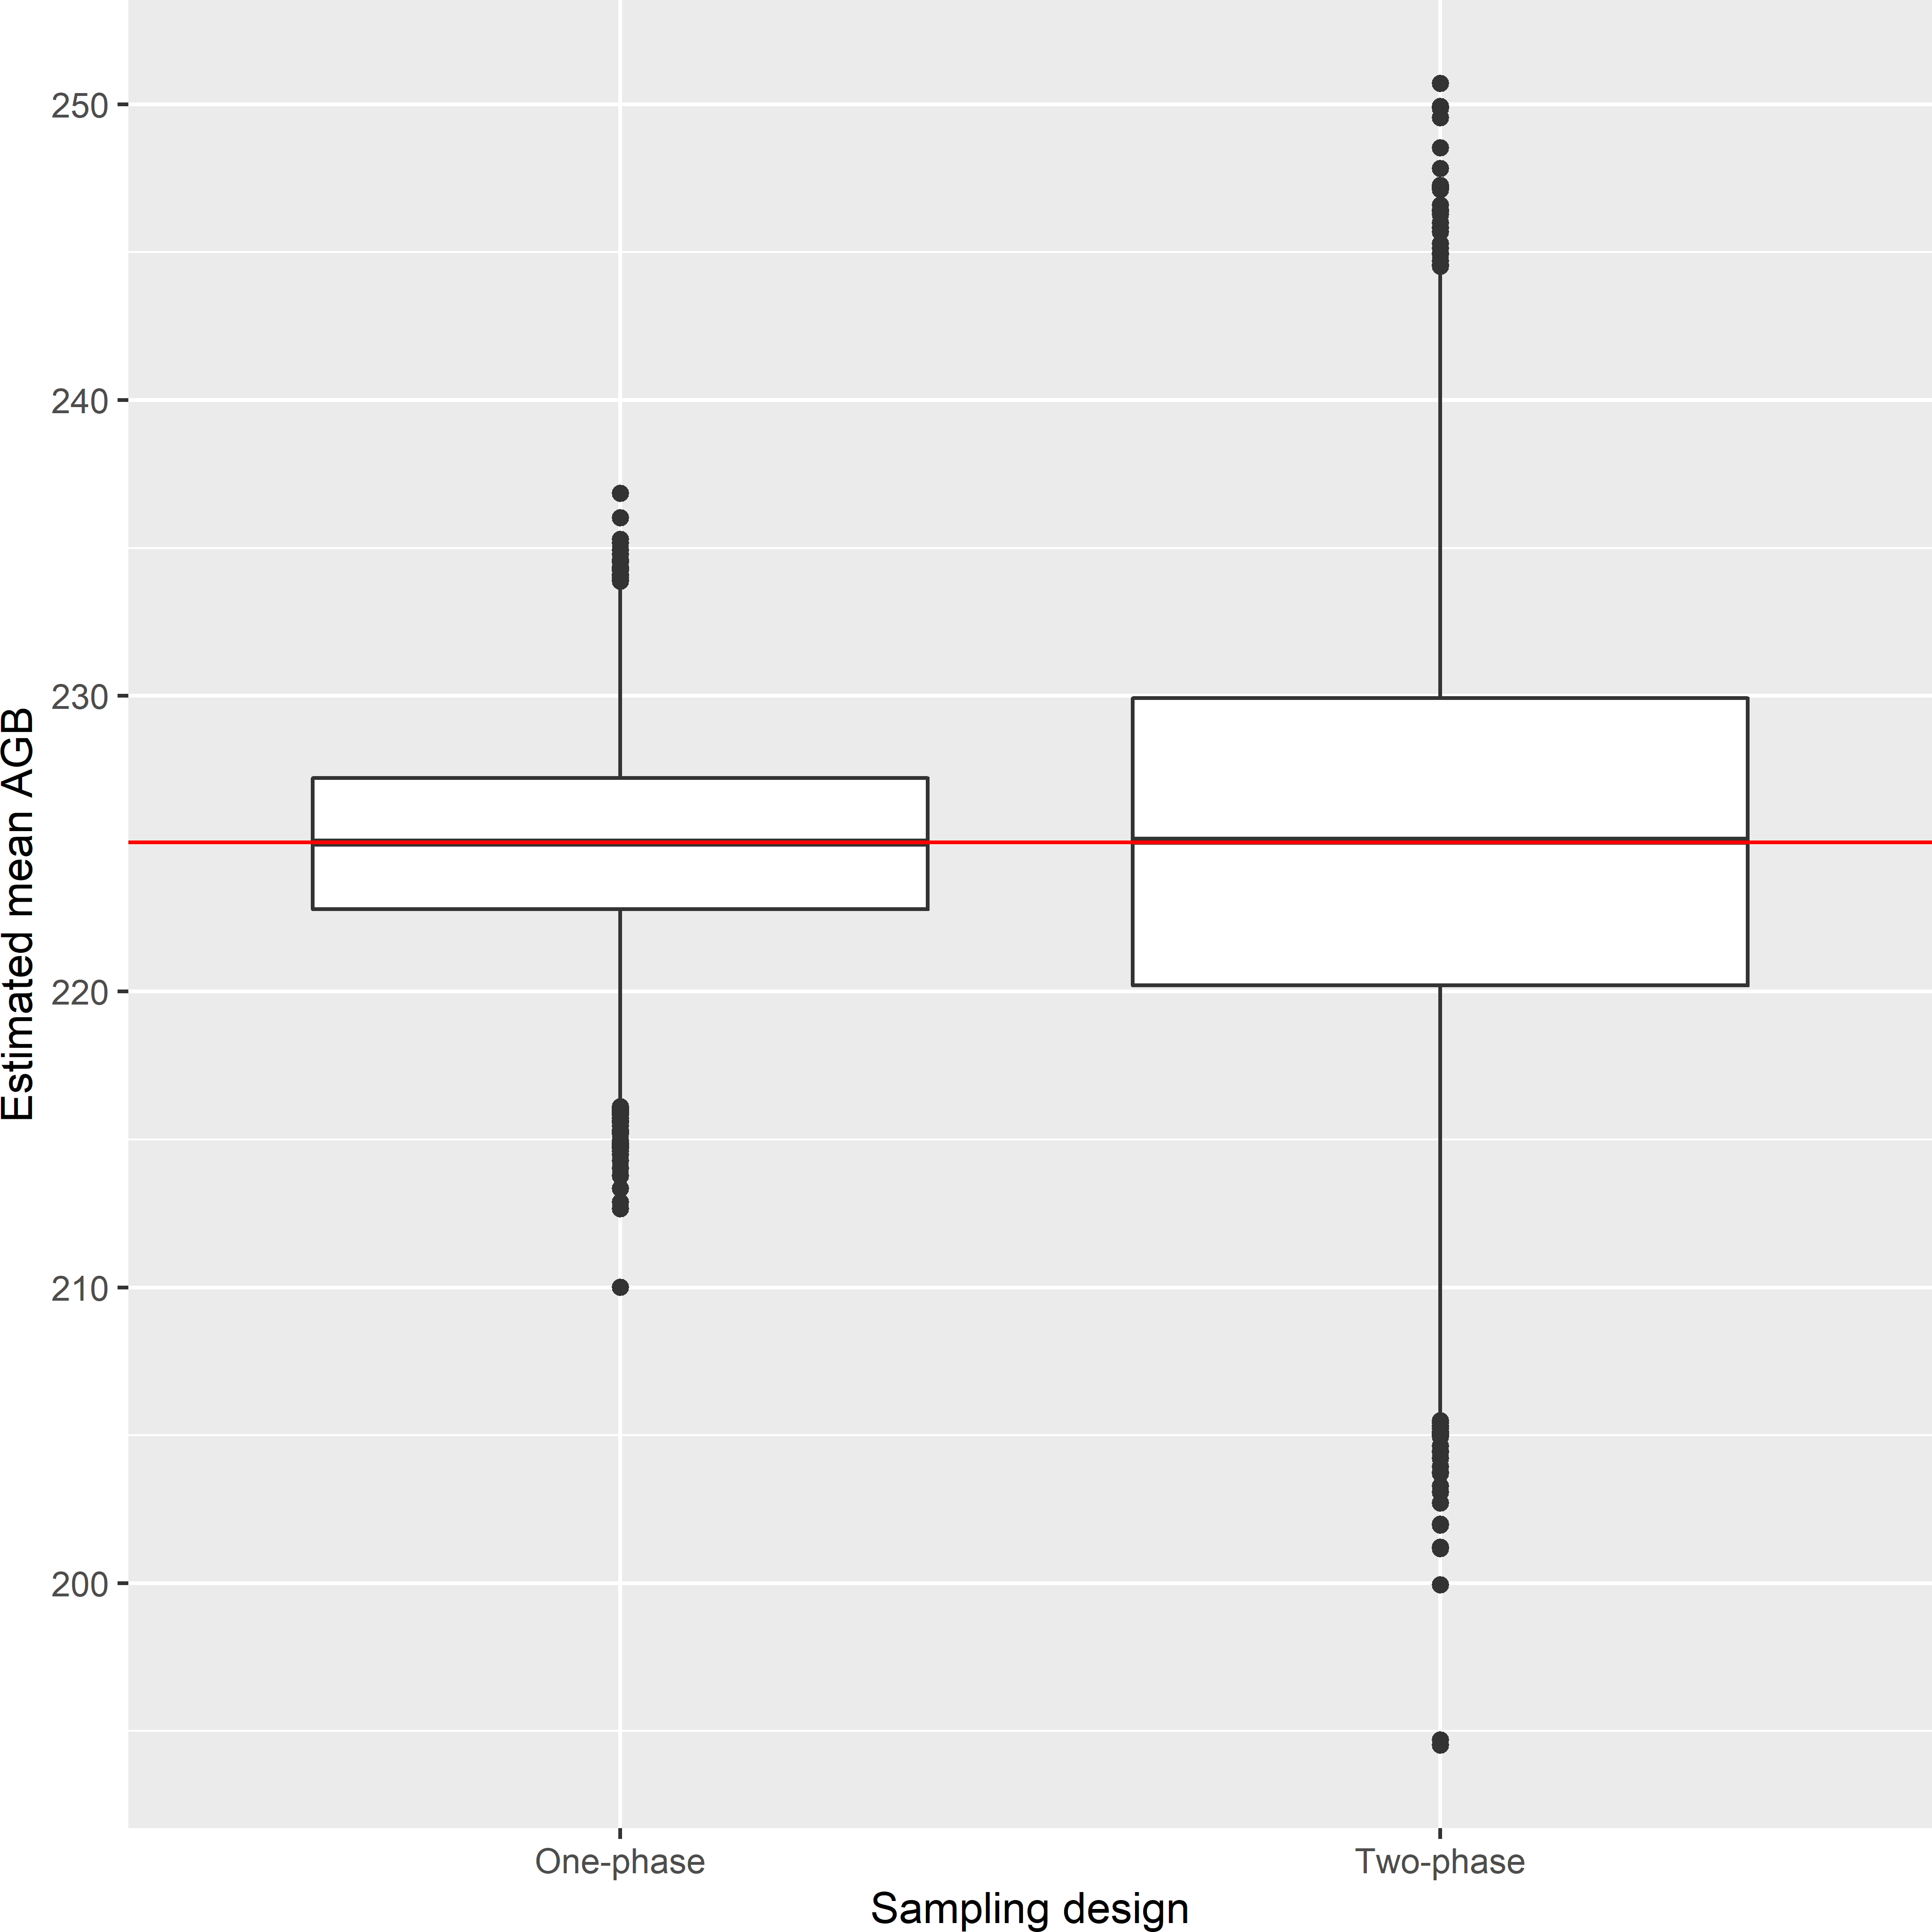 250
240
230
220
210
200
Estimated mean AGB
One-phase
Two-phase
Sampling design